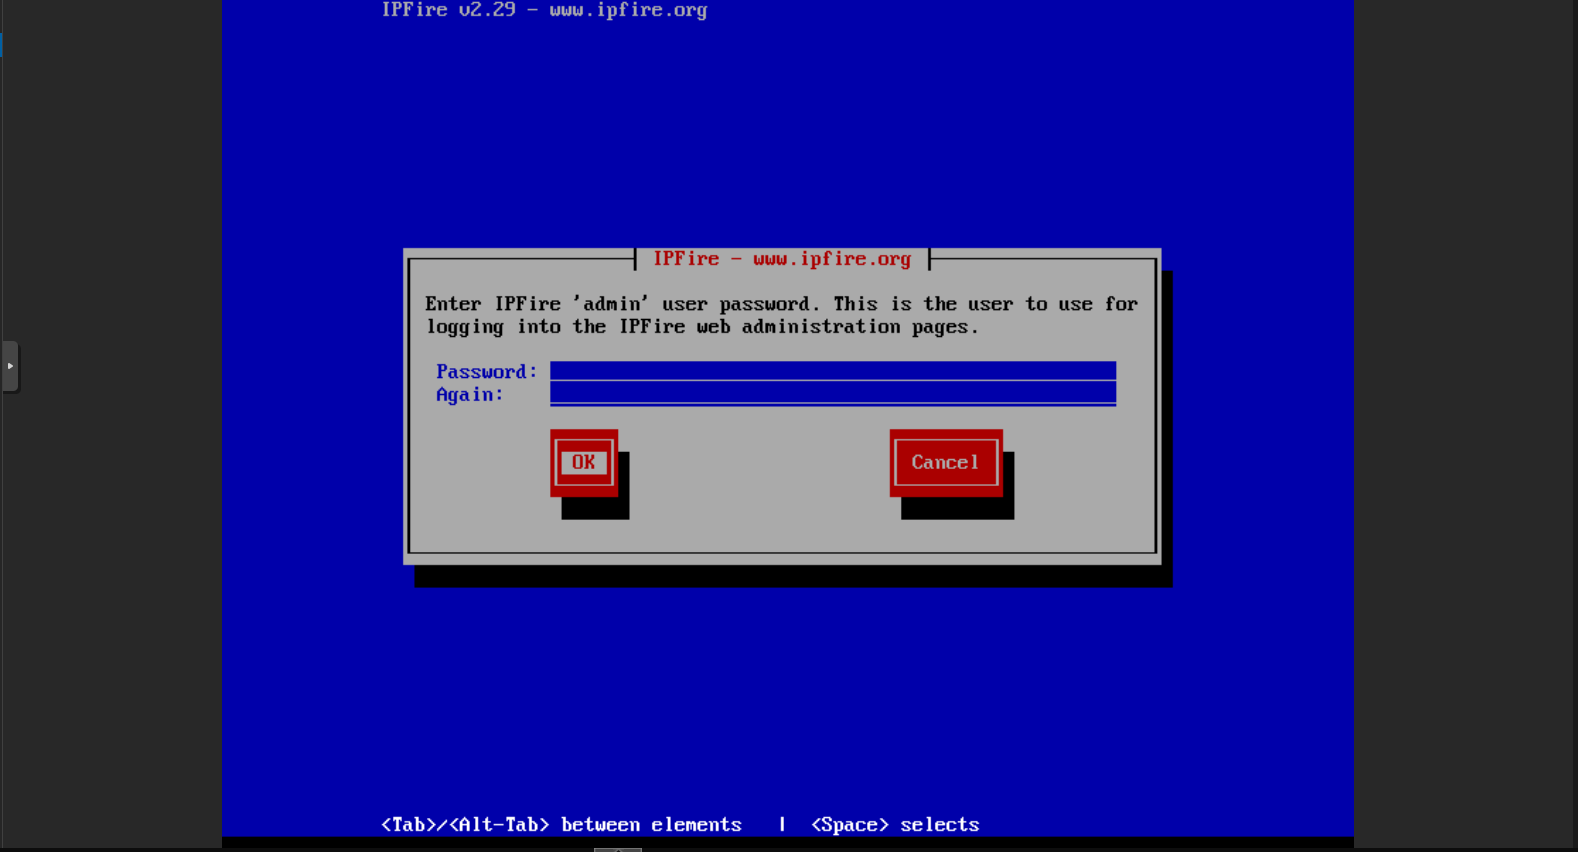 IPFire v2.29 - www.ipfire.org
IPFire - www.ipfire.org
Enter IPFire 'admin' user password. This is the user to use for
logging into the IPFire web administration pages.
Password:
Again:
OK
Cancel
<Tab>/<Alt-Tab> between elements | <Space> selects